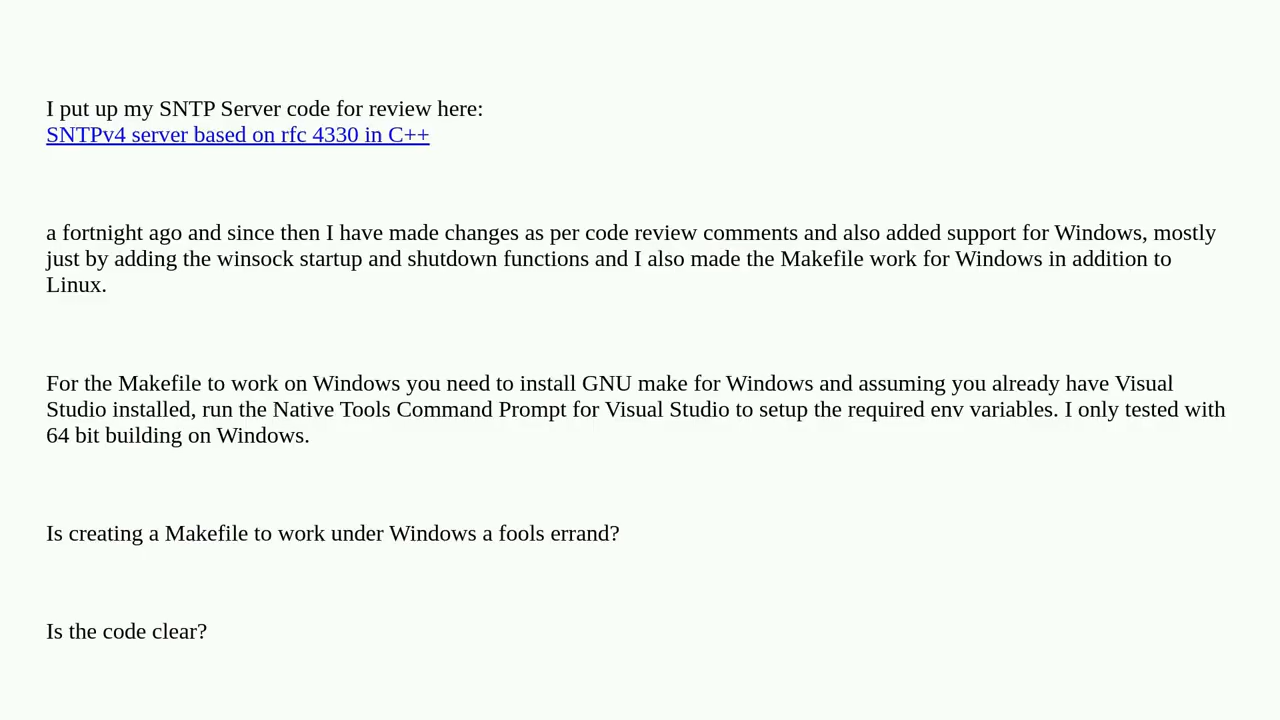 I put up my SNTP Server code for review here:
SNTPv4 server based on rfc 4330 in C++
a fortnight ago and since then I have made changes as per code review comments and also added support for Windows, mostly
just by adding the winsock startup and shutdown functions and I also made the Makefile work for Windows in addition to
Linux.
For the Makefile to work on Windows you need to install GNU make for Windows and assuming you already have Visual
Studio installed, run the Native Tools Command Prompt for Visual Studio to setup the required env variables. I only tested with
64 bit building on Windows.
Is creating a Makefile to work under Windows a fools errand?
Is the code clear?